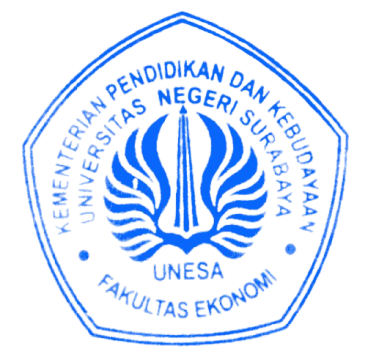 KEMENTERIAN PENDIDIKAN DAN KEBUDAYAAN
UNIVERSITAS NEGERI SURABAYA
UNESA
FAKULTAS EKONOMI